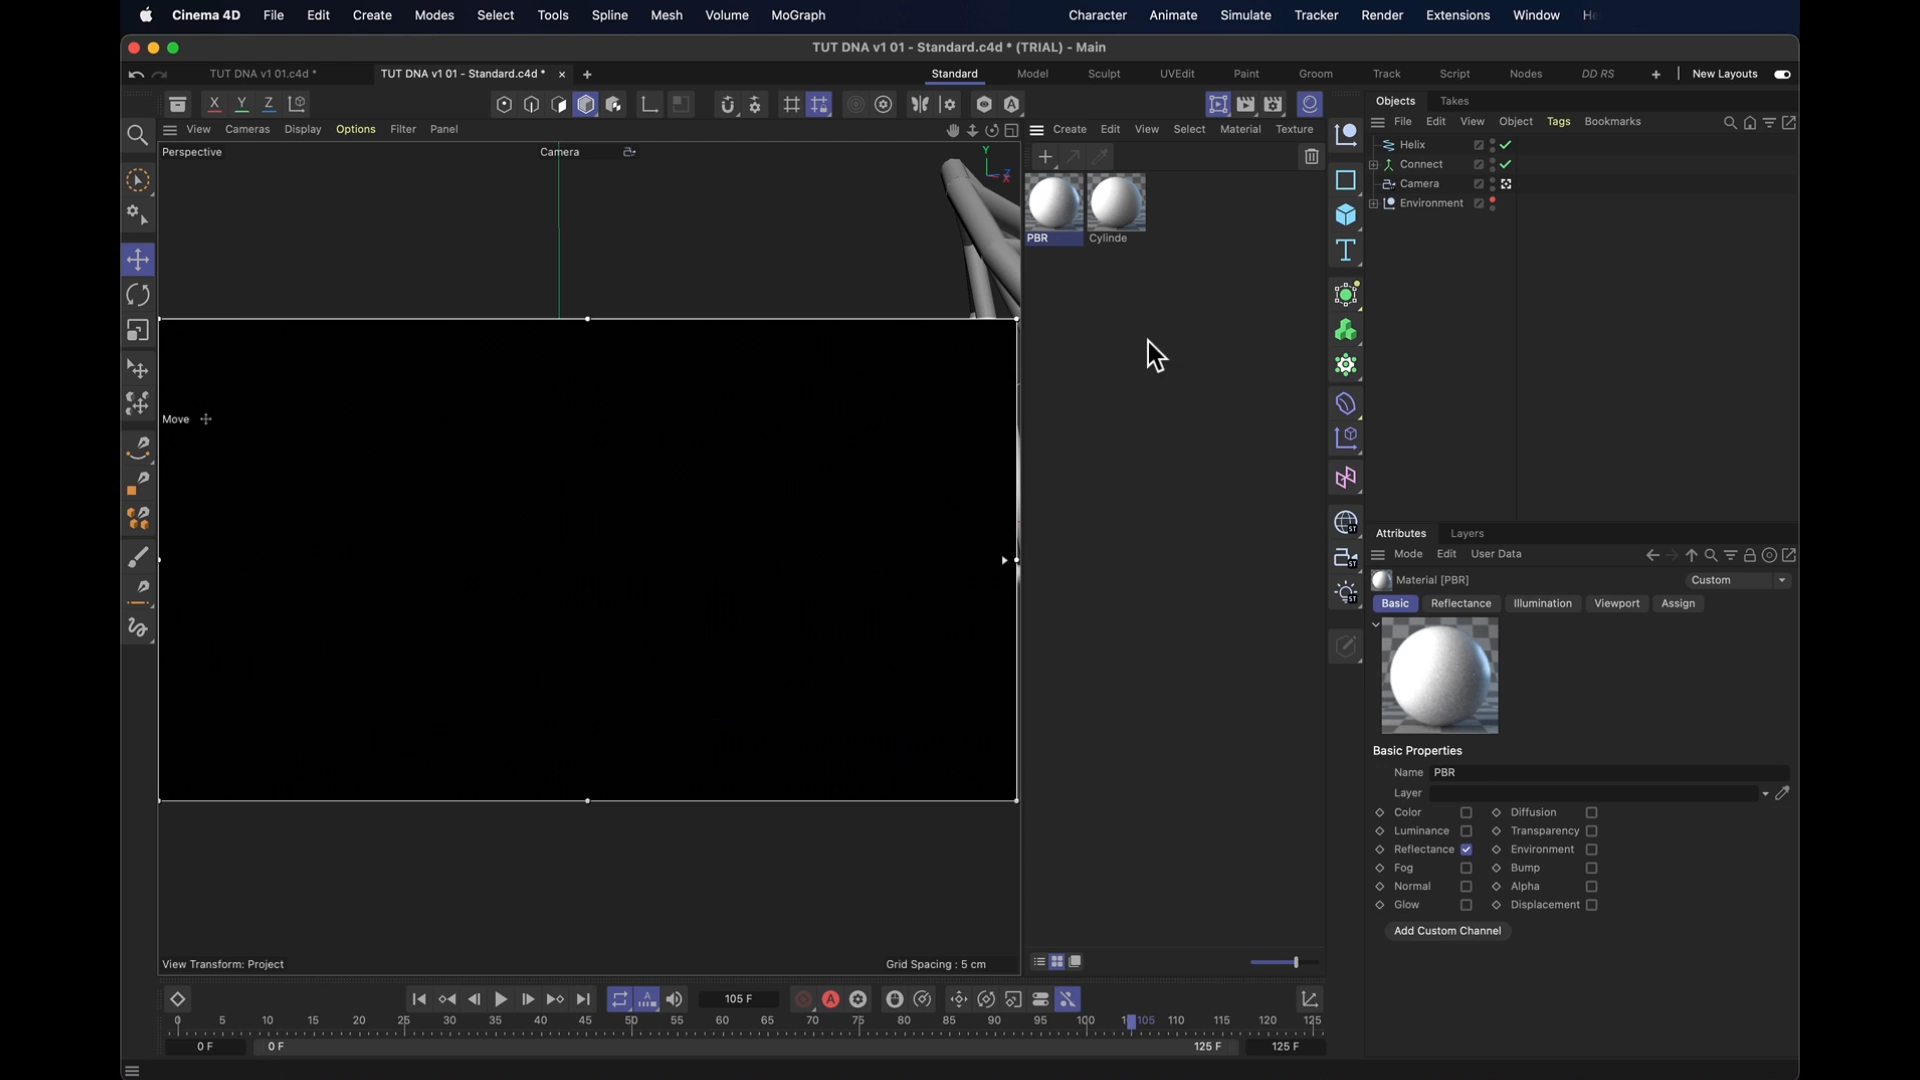 Cinema 4D File Edit Create Modes Select Tools Spline Mesh Volume MoGraph Character Animate Simulate Tracker Render Extensions Window
TUT DNA v1 01 - Standard.c4d * (TRIAL) - Main
TUT DNA v1 01.c4d * TUT DNA v1 01 - Standard.c4d * Standard Model Sculpt UVEdit Paint Groom Track Script Nodes DD RS New Layouts
X Y Z
Objects Takes
View Cameras Display Options Filter Panel Create Edit View Select Material Texture
File Edit View Object Tags Bookmarks
Perspective Camera
Y
X
Z
Helix
Connect
Camera
Environment
PBR Cylinde
Move
Attributes Layers
Mode Edit User Data
Material [PBR] Custom
Basic Reflectance Illumination Viewport Assign
Basic Properties
Name PBR
Layer
Color Diffusion
Luminance Transparency
Reflectance Environment
Fog Bump
Normal Alpha
Glow Displacement
Add Custom Channel
View Transform: Project Grid Spacing : 5 cm
105 F
0 5 10 15 20 25 30 35 40 45 50 55 60 65 70 75 80 85 90 95 100 105 110 115 120 125
0 F 0 F 125 F 125 F